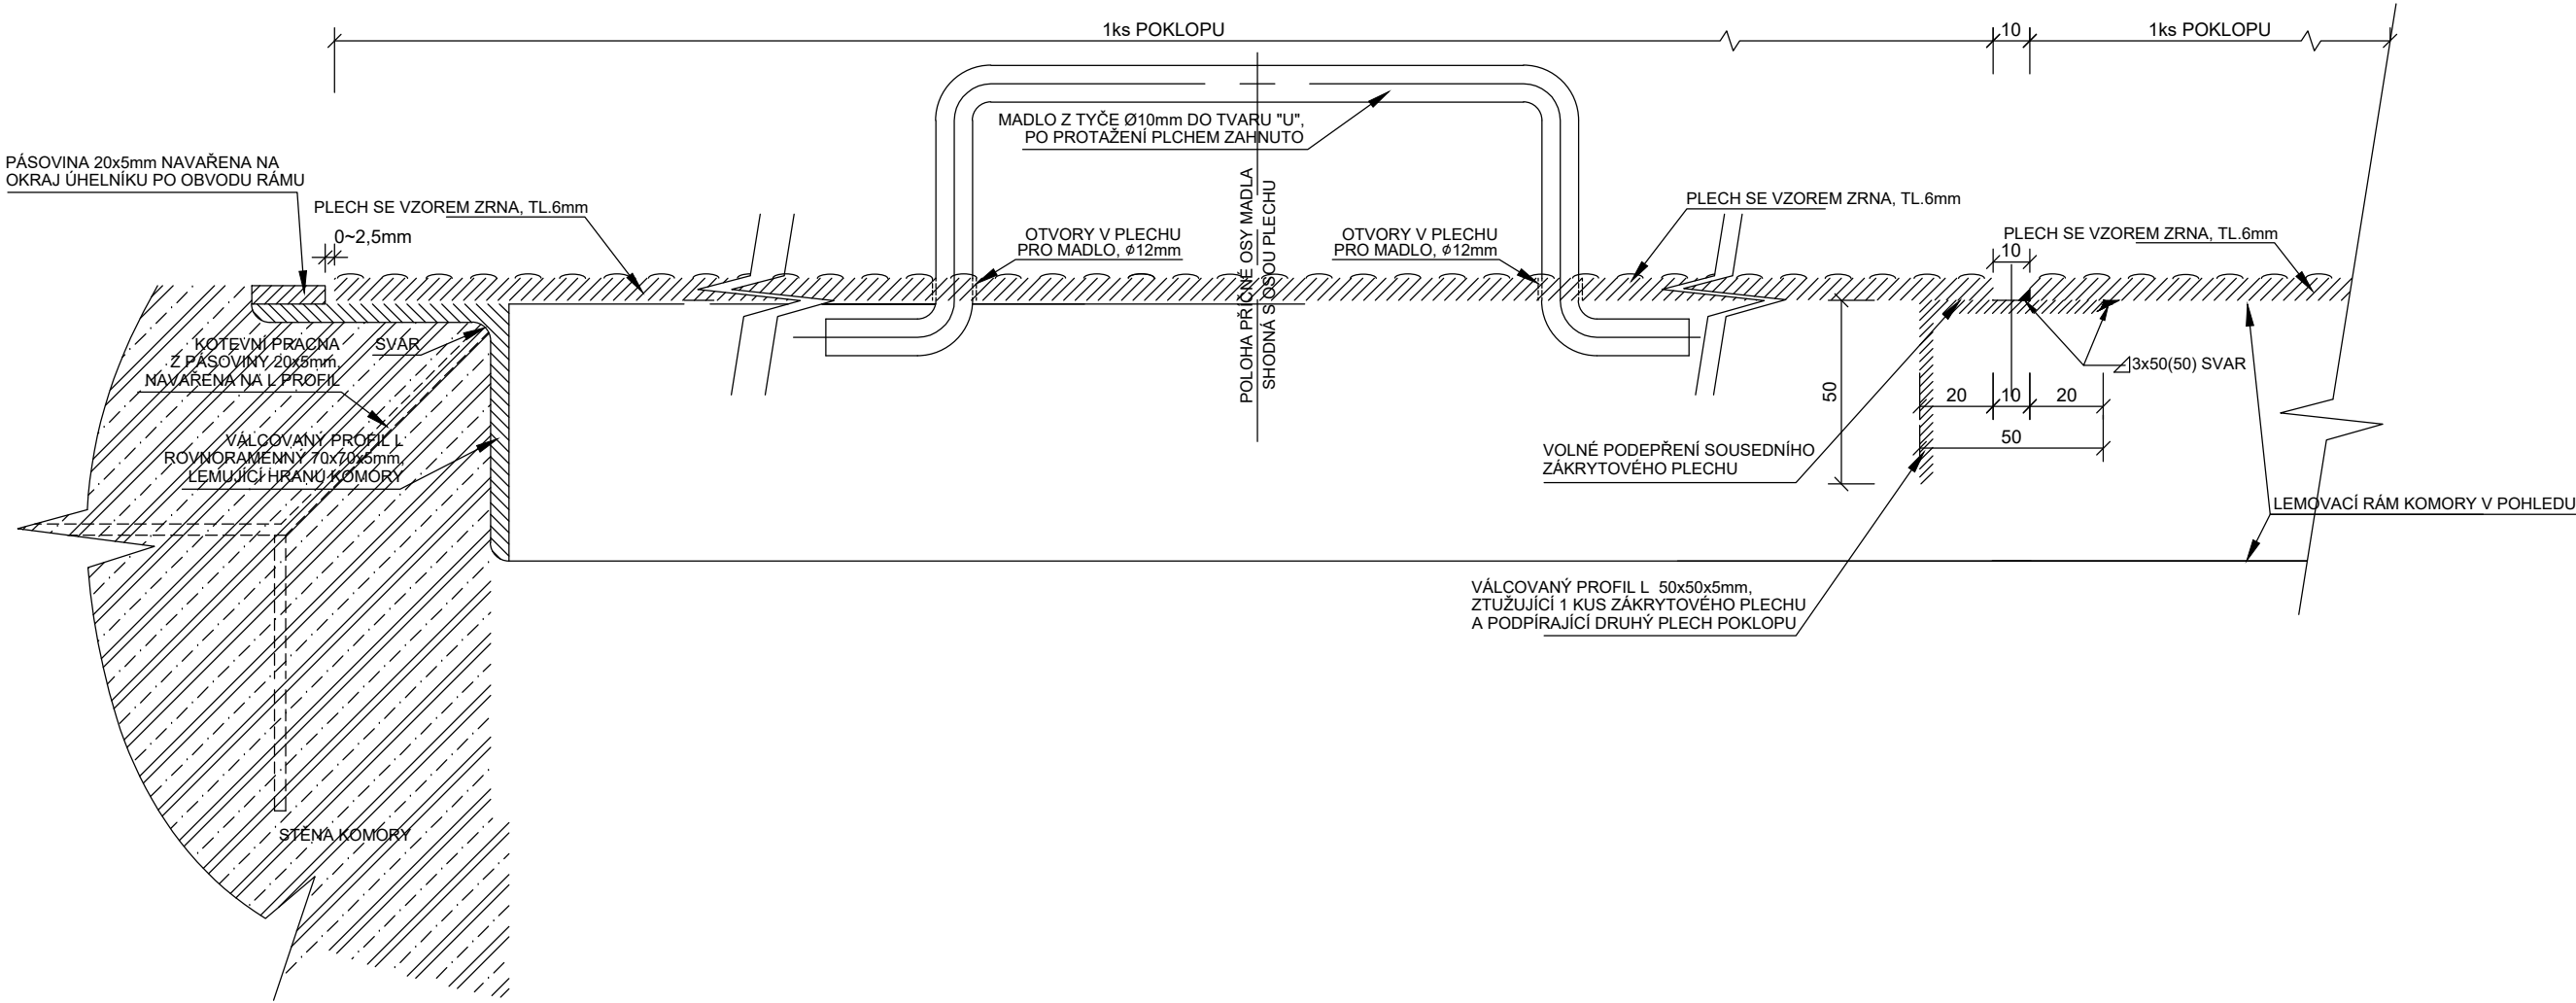 1ks POKLOPU
10
1ks POKLOPU
MADLO Z TYČE Ø10mm DO TVARU "U",
PO PROTAŽENÍ PLCHEM ZAHNUTO
PÁSOVINA 20x5mm NAVAŘENA NA
OKRAJ ÚHELNÍKU PO OBVODU RÁMU
PLECH SE VZOREM ZRNA, TL.6mm
0~2,5mm
OTVORY V PLECHU
PRO MADLO, ø12mm
POLOHA PŘÍČNÉ OSY MADLA
SHODNÁ S OSOU PLECHU
OTVORY V PLECHU
PRO MADLO, ø12mm
PLECH SE VZOREM ZRNA, TL.6mm
PLECH SE VZOREM ZRNA, TL.6mm
10
KOTEVNÍ PRACNA
Z PÁSOVINY 20x5mm,
NAVAŘENA NA L PROFIL
SVAR
3x50(50) SVAR
50
20
10
20
50
VÁLCOVANÝ PROFIL L
ROVNORAMENNÝ 70x70x5mm,
LEMUJÍCÍ HRANU KOMORY
VOLNÉ PODEPŘENÍ SOUSEDNÍHO
ZÁKRYTOVÉHO PLECHU
LEMOVACÍ RÁM KOMORY V POHLEDU
VÁLCOVANÝ PROFIL L 50x50x5mm,
ZTUŽUJÍCÍ 1 KUS ZÁKRYTOVÉHO PLECHU
A PODPÍRAJÍCÍ DRUHÝ PLECH POKLOPU
STĚNA KOMORY